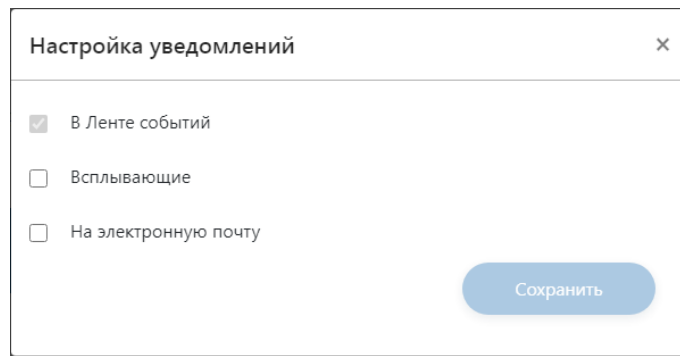 Настройка уведомлений
В Ленте событий
Всплывающие
На электронную почту
Сохранить